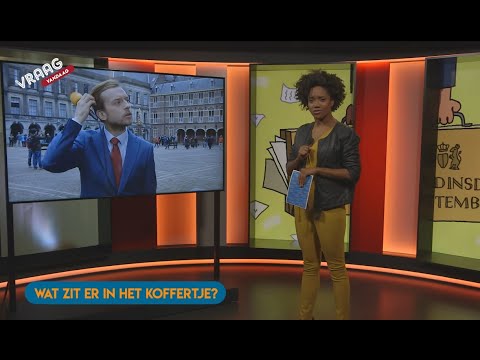 VRAAG
VANDAAG
DINSD
TEMBE
WAT ZIT ER IN HET KOFFERTJE?